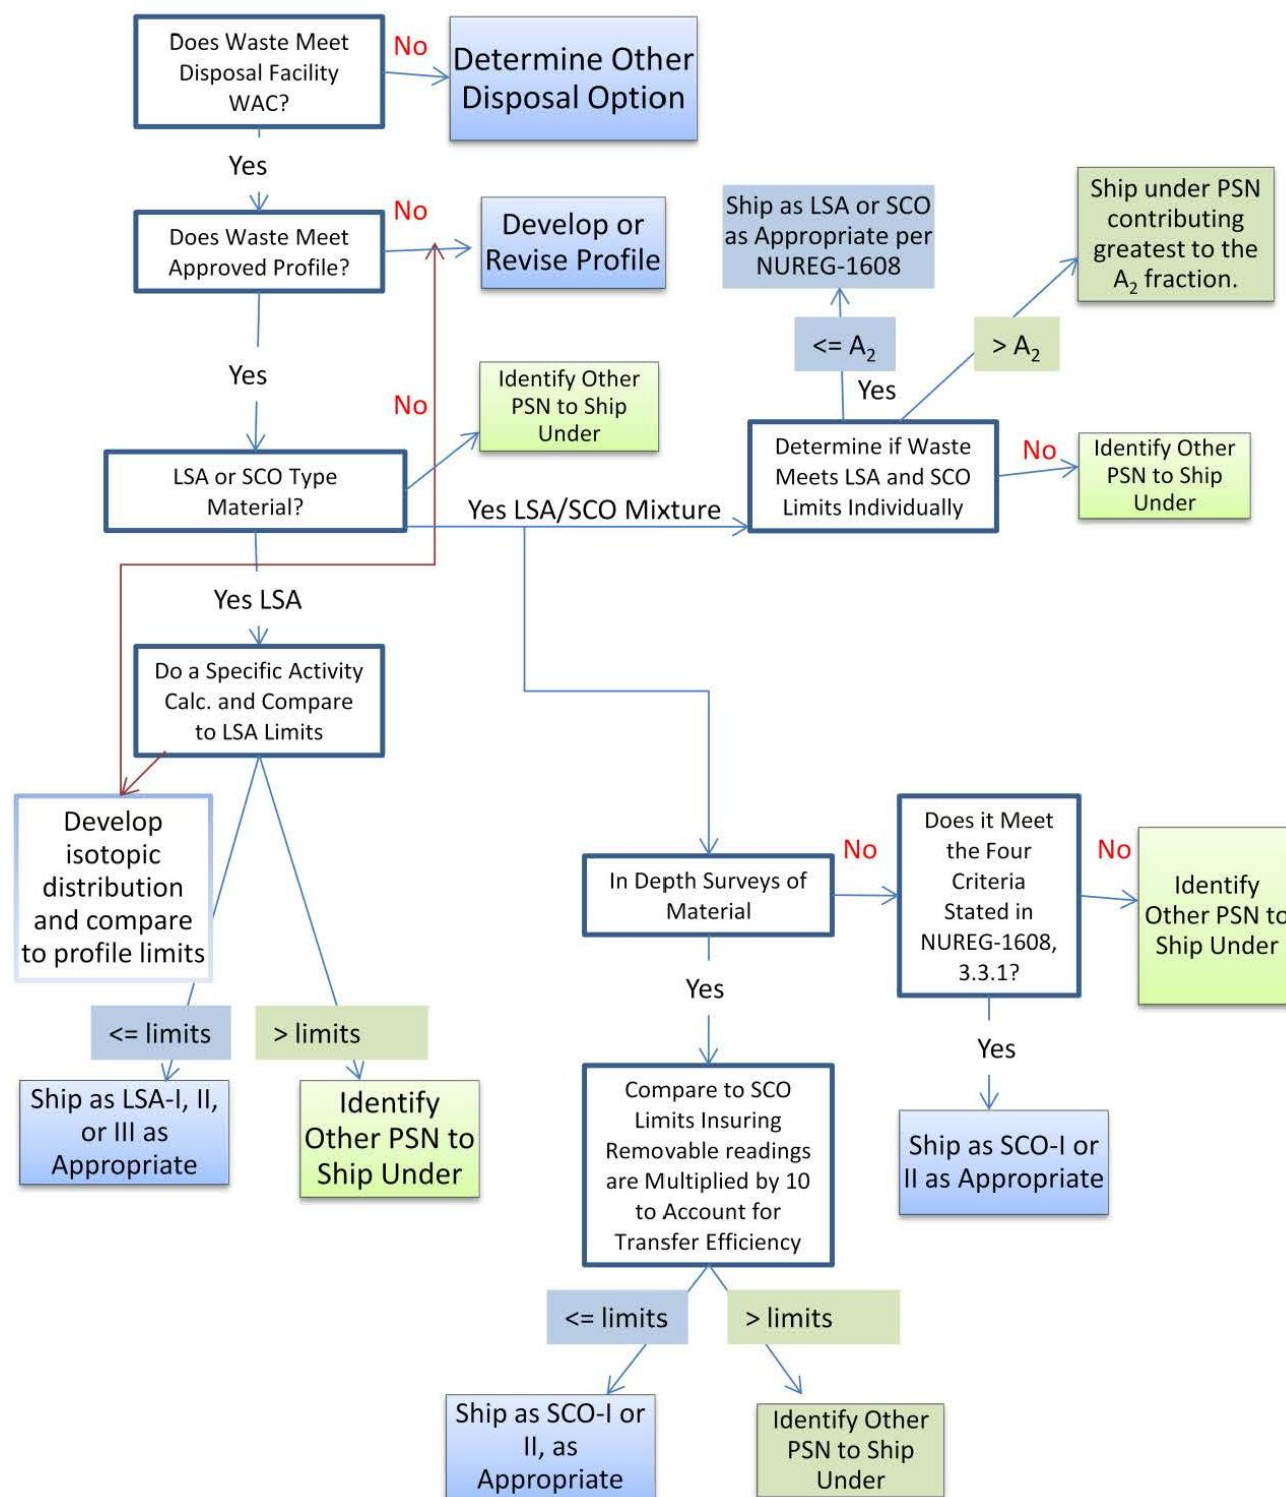 Does Waste Meet
Disposal Facility
WAC?
No
Determine Other
Disposal Option
Yes
Does Waste Meet
Approved Profile?
No
Develop or
Revise Profile
Ship as LSA or SCO
as Appropriate per
NUREG-1608
Ship under PSN
contributing
greatest to the
A₂ fraction.
<= A₂
> A₂
Yes
Yes
No
Identify Other
PSN to Ship
Under
LSA or SCO Type
Material?
Yes LSA/SCO Mixture
Determine if Waste
Meets LSA and SCO
Limits Individually
No
Identify Other
PSN to Ship
Under
Yes LSA
Do a Specific Activity
Calc. and Compare
to LSA Limits
Develop
isotopic
distribution
and compare
to profile limits
<= limits
> limits
Ship as LSA-I, II,
or III as
Appropriate
Identify
Other PSN to
Ship Under
In Depth Surveys of
Material
No
Does it Meet
the Four
Criteria
Stated in
NUREG-1608,
3.3.1?
No
Identify
Other PSN to
Ship Under
Yes
Yes
Compare to SCO
Limits Insuring
Removable readings
are Multiplied by 10
to Account for
Transfer Efficiency
Ship as SCO-I or
II as Appropriate
<= limits
> limits
Ship as SCO-I or
II, as
Appropriate
Identify Other
PSN to Ship
Under